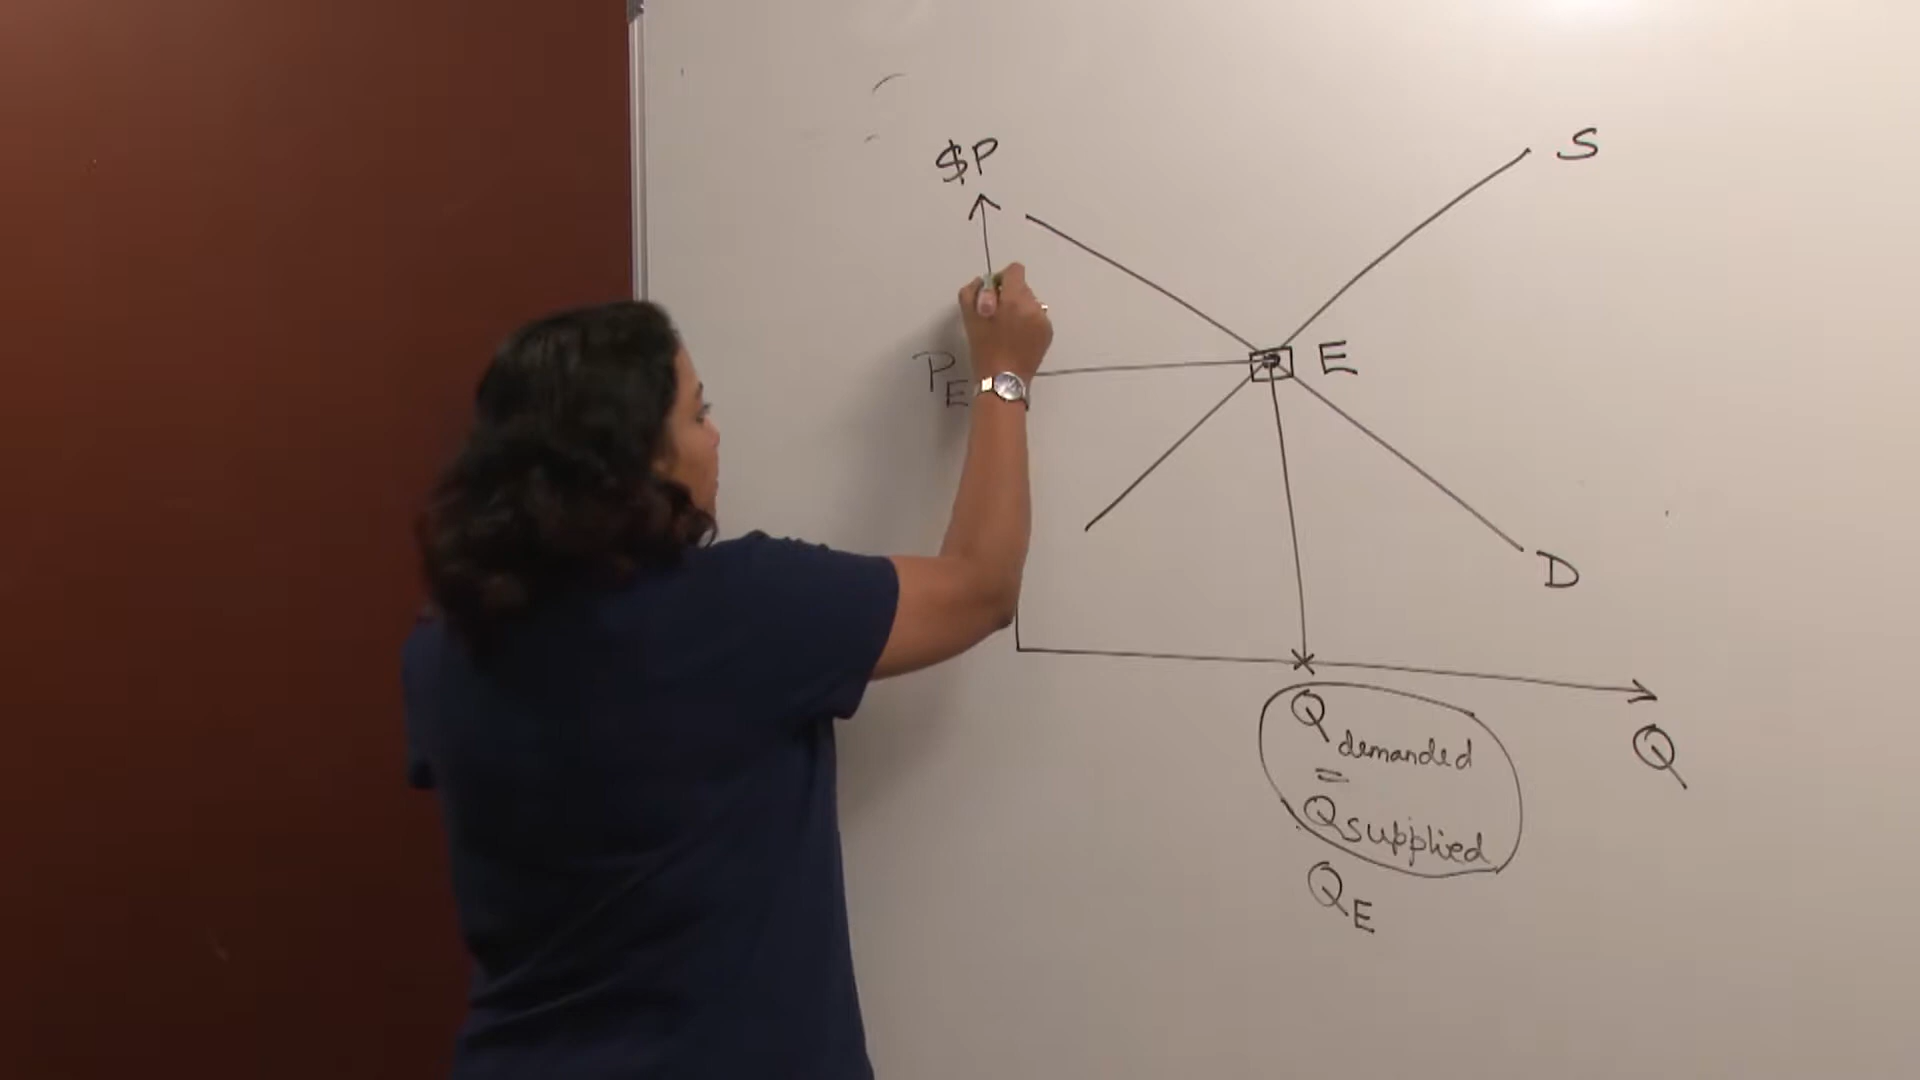 $P
S
P_E
E
D
Q
Q demanded
=
Q supplied
Q_E